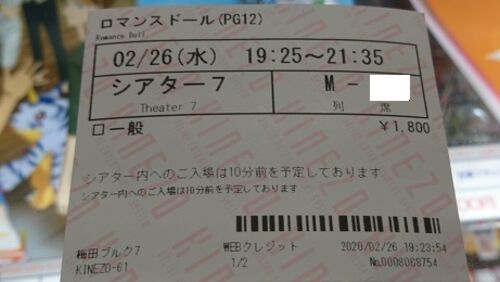 ロマンスドール(PG12)
Romance Doll
02/26(水) 19:25～21:35
シアター7 M-
Theater 7 列 席
□一般 ¥1,800
シアター内へのご入場は10分前を予定しております
シアター内へのご入場は10分前を予定しております
梅田ブルク7 WEBクレジット 2020/02/26 19:23:54
KINEZO-61 1/2 No.0008068754